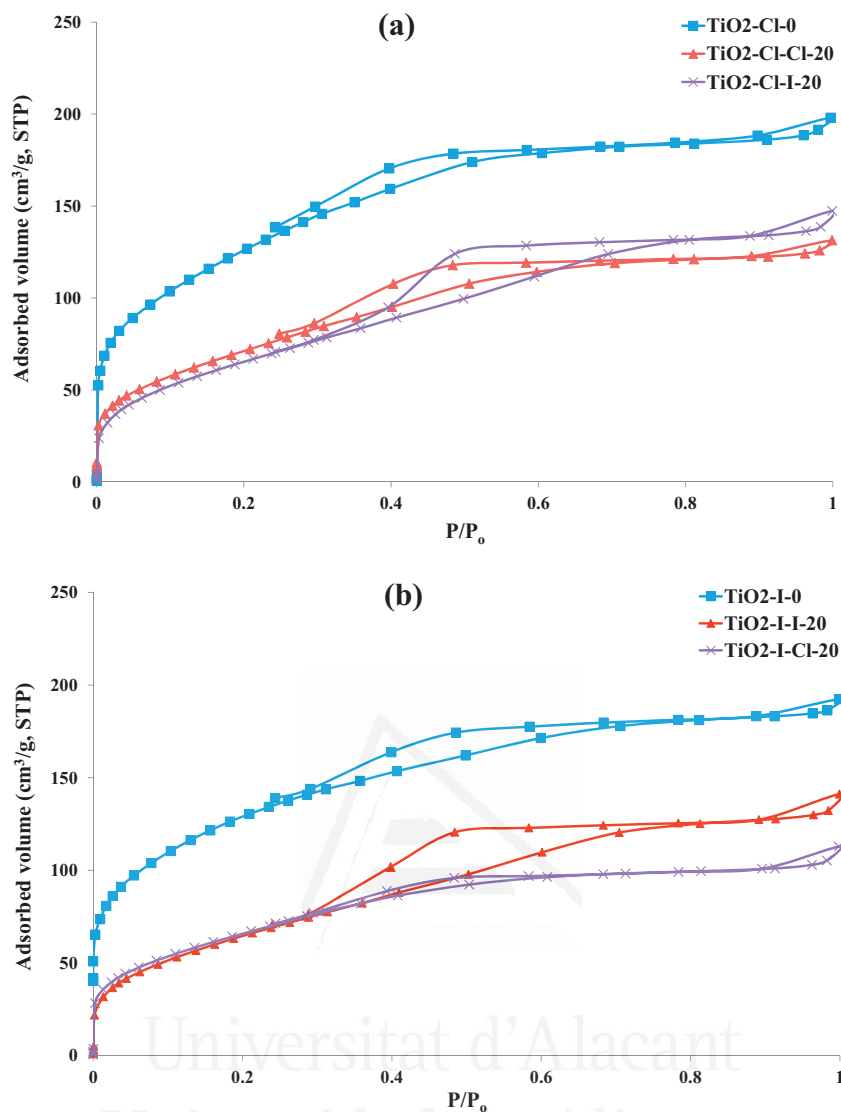 (a)
TiO2-Cl-0
TiO2-Cl-Cl-20
TiO2-Cl-I-20
250
200
150
100
50
0
Adsorbed volume (cm³/g, STP)
0 0.2 0.4 0.6 0.8 1
P/Pₒ
(b)
TiO2-I-0
TiO2-I-I-20
TiO2-I-Cl-20
250
200
150
100
50
0
Adsorbed volume (cm³/g, STP)
Universitat d'Alacant
0 0.2 0.4 0.6 0.8 1
P/Pₒ